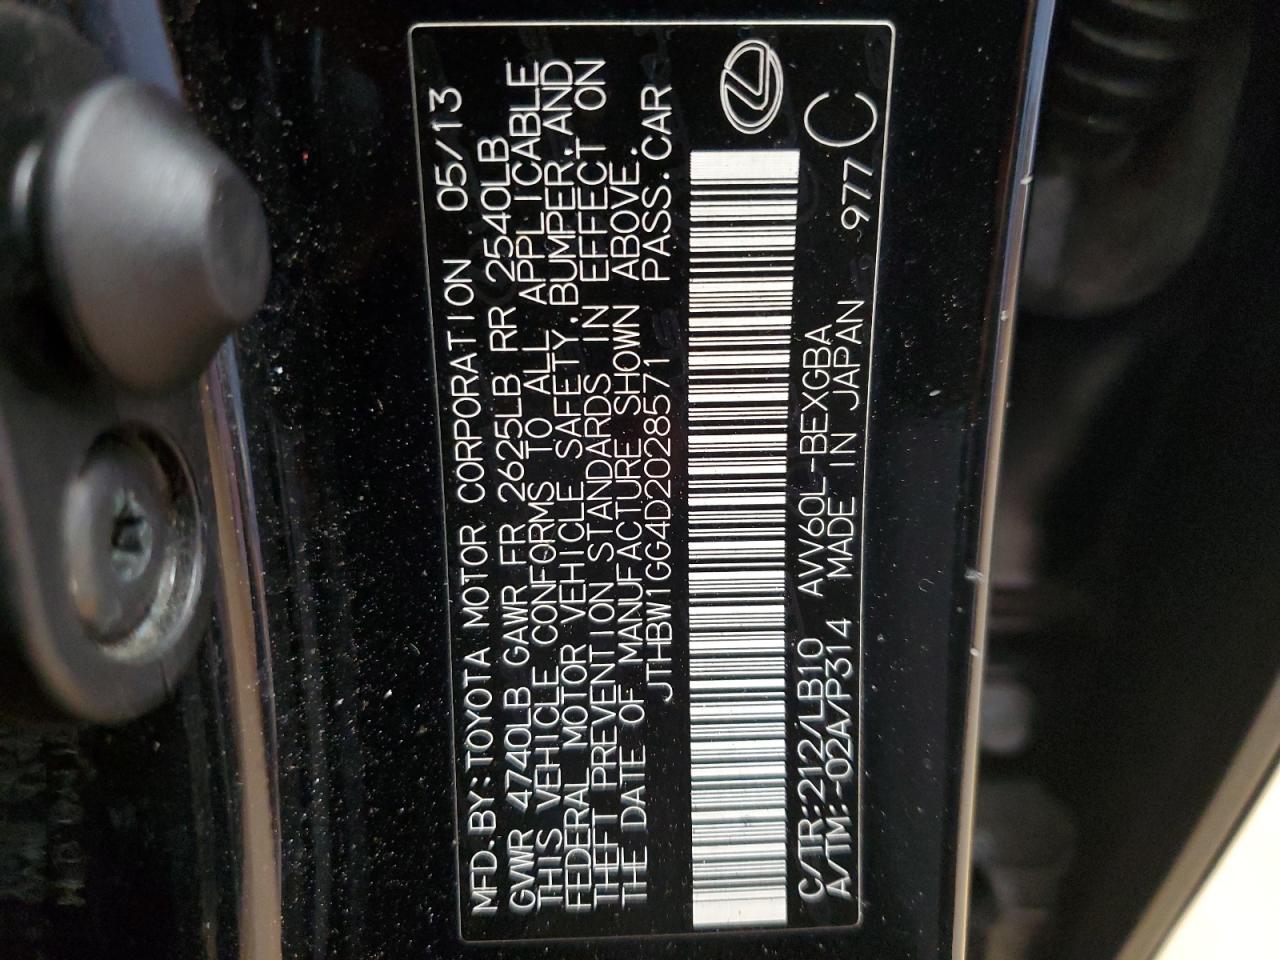 MFD. BY: TOYOTA MOTOR CORPORATION 05/13
GVWR 4740LB GAWR FR 2625LB RR 2540LB
THIS VEHICLE CONFORMS TO ALL APPLICABLE
FEDERAL MOTOR VEHICLE SAFETY, BUMPER, AND
THEFT PREVENTION STANDARDS IN EFFECT ON
THE DATE OF MANUFACTURE SHOWN ABOVE.
JTHBW1GG4D2028571 PASS. CAR
C/TR: 212/LB10 AVV60L-BEXGBA 977 C
A/TM: -02A/P314 MADE IN JAPAN